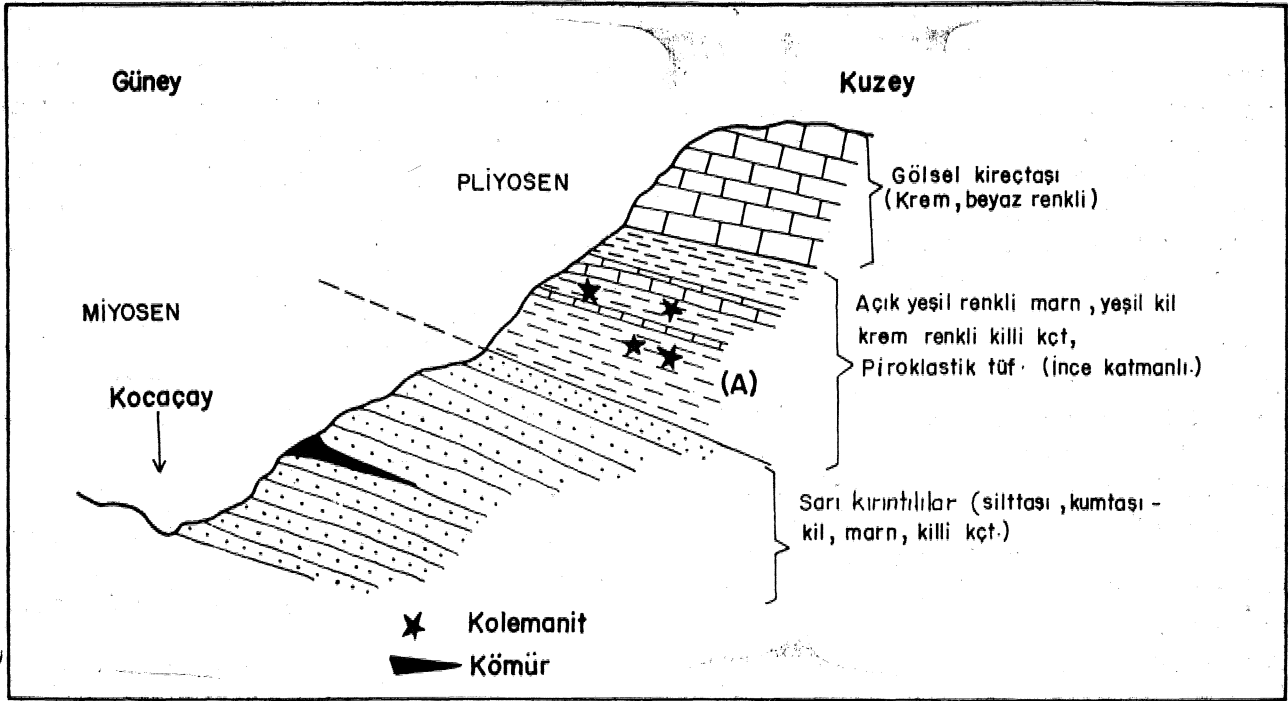 Güney
Kuzey
PLİYOSEN
Gölsel kireçtaşı
(Krem, beyaz renkli)
MİYOSEN
Açık yeşil renkli marn, yeşil kil
krem renkli killi kçt,
Piroklastik tüf. (İnce katmanlı.)
(A)
Kocaçay
Sarı kırıntılılar (silttaşı, kumtaşı -
kil, marn, killi kçt.)
Kolemanit
Kömür